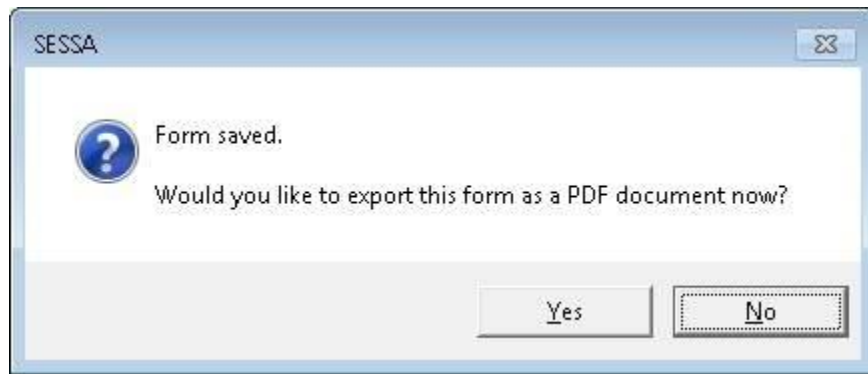 SESSA
Form saved.
Would you like to export this form as a PDF document now?
Yes
No